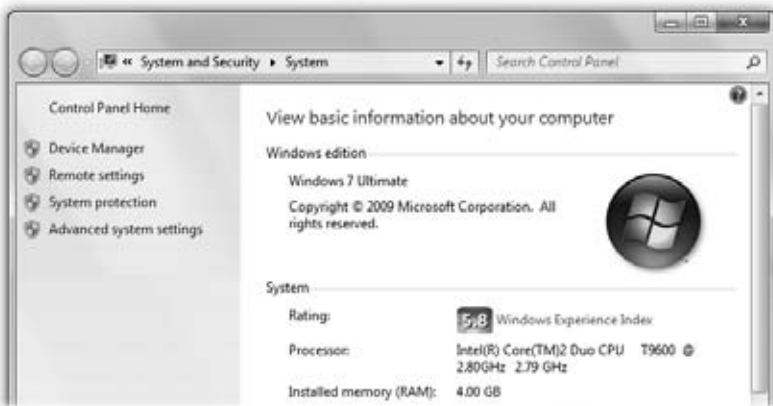 « System and Security ▸ System
Search Control Panel
Control Panel Home
Device Manager
Remote settings
System protection
Advanced system settings
View basic information about your computer
Windows edition
Windows 7 Ultimate
Copyright © 2009 Microsoft Corporation. All
rights reserved.
System
Rating:
5,8 Windows Experience Index
Processor:
Intel(R) Core(TM)2 Duo CPU T9600 @
2.80GHz 2.79 GHz
Installed memory (RAM):
4.00 GB